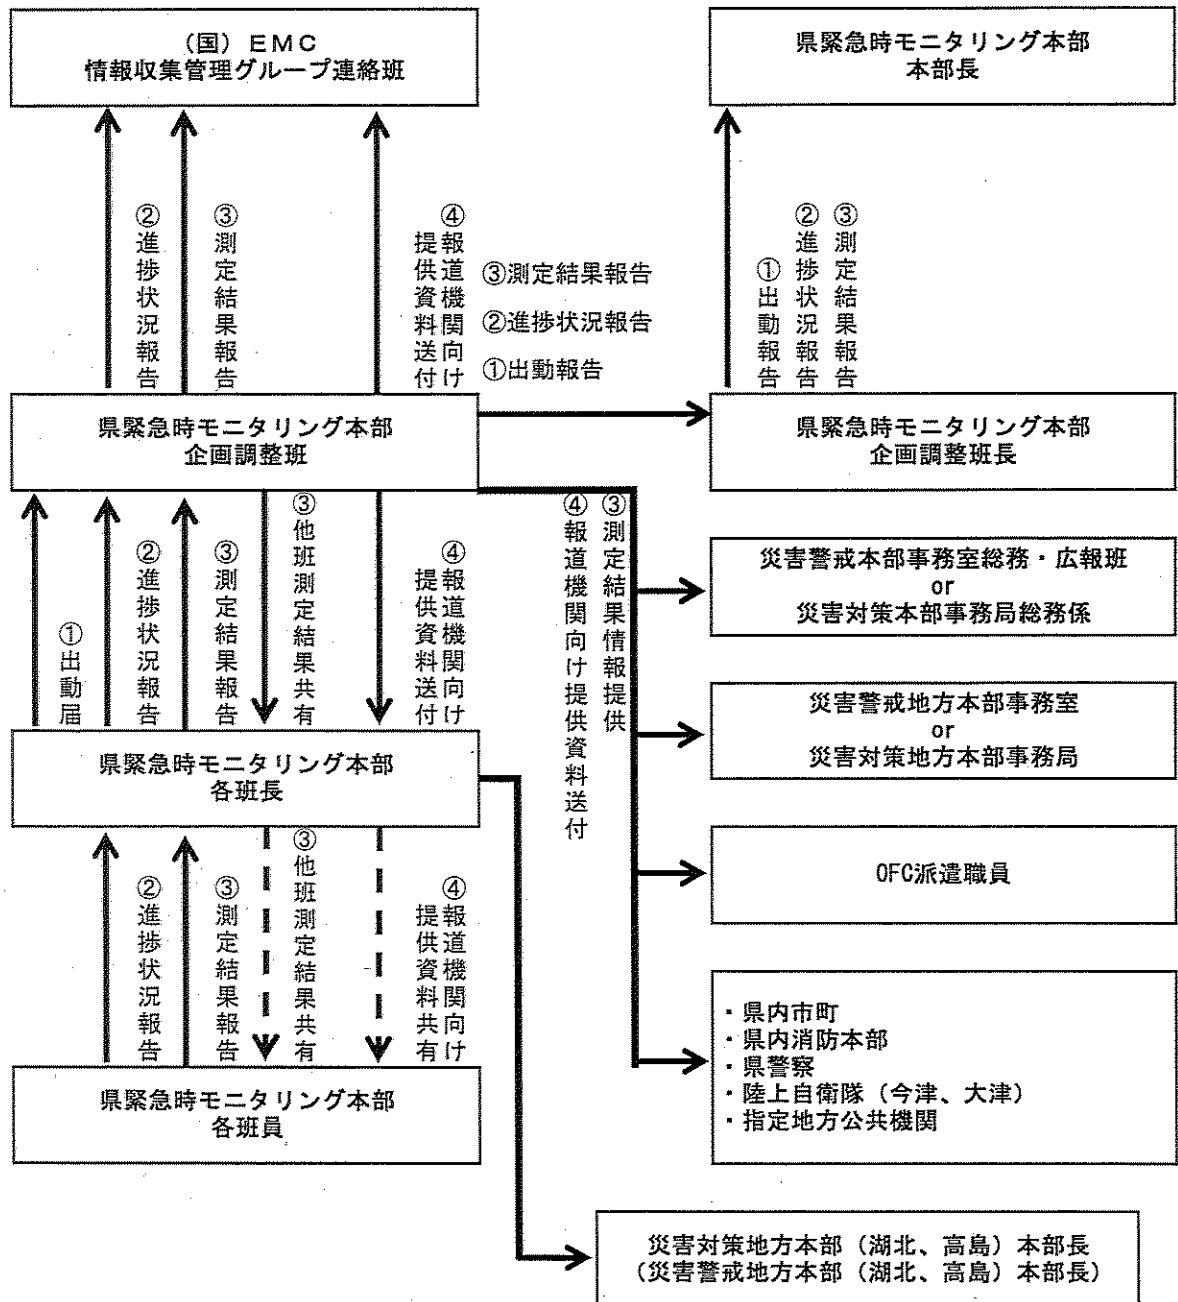 (国) EMC
情報収集管理グループ連絡班
県緊急時モニタリング本部
本部長
②進捗状況報告
③測定結果報告
④報道機関向け
提供資料送付
③測定結果報告
②進捗状況報告
①出動報告
③測定結果報告
②進捗状況報告
①出動報告
県緊急時モニタリング本部
企画調整班
県緊急時モニタリング本部
企画調整班長
①出動届
②進捗状況報告
③測定結果報告
③他班測定結果共有
④報道機関向け
提供資料送付
③測定結果情報提供
④報道機関向け提供資料送付
災害警戒本部事務室総務・広報班
or
災害対策本部事務局総務係
災害警戒地方本部事務室
or
災害対策地方本部事務局
県緊急時モニタリング本部
各班長
OFC派遣職員
②進捗状況報告
③測定結果報告
③他班測定結果共有
④報道機関向け
提供資料共有
・県内市町
・県内消防本部
・県警察
・陸上自衛隊（今津、大津）
・指定地方公共機関
県緊急時モニタリング本部
各班員
災害対策地方本部（湖北、高島）本部長
(災害警戒地方本部（湖北、高島）本部長)